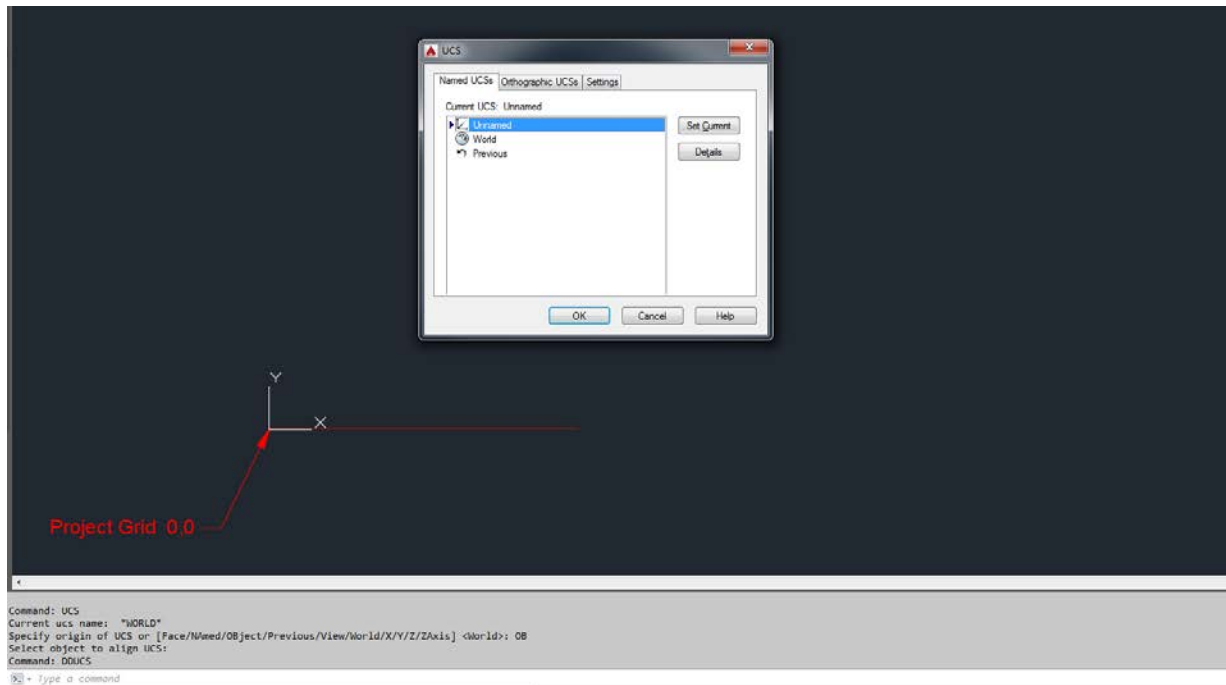 UCS
Named UCSs Orthographic UCSs Settings
Current UCS: Unnamed
Unnamed
World
Previous
Set Current
Details
OK Cancel Help
Y
X
Project Grid 0,0
Command: UCS
Current ucs name: "WORLD"
Specify origin of UCS or [Face/NAmed/OBject/Previous/View/World/X/Y/Z/ZAxis] <World>: OB
Select object to align UCS:
Command: DDUCS
Type a command